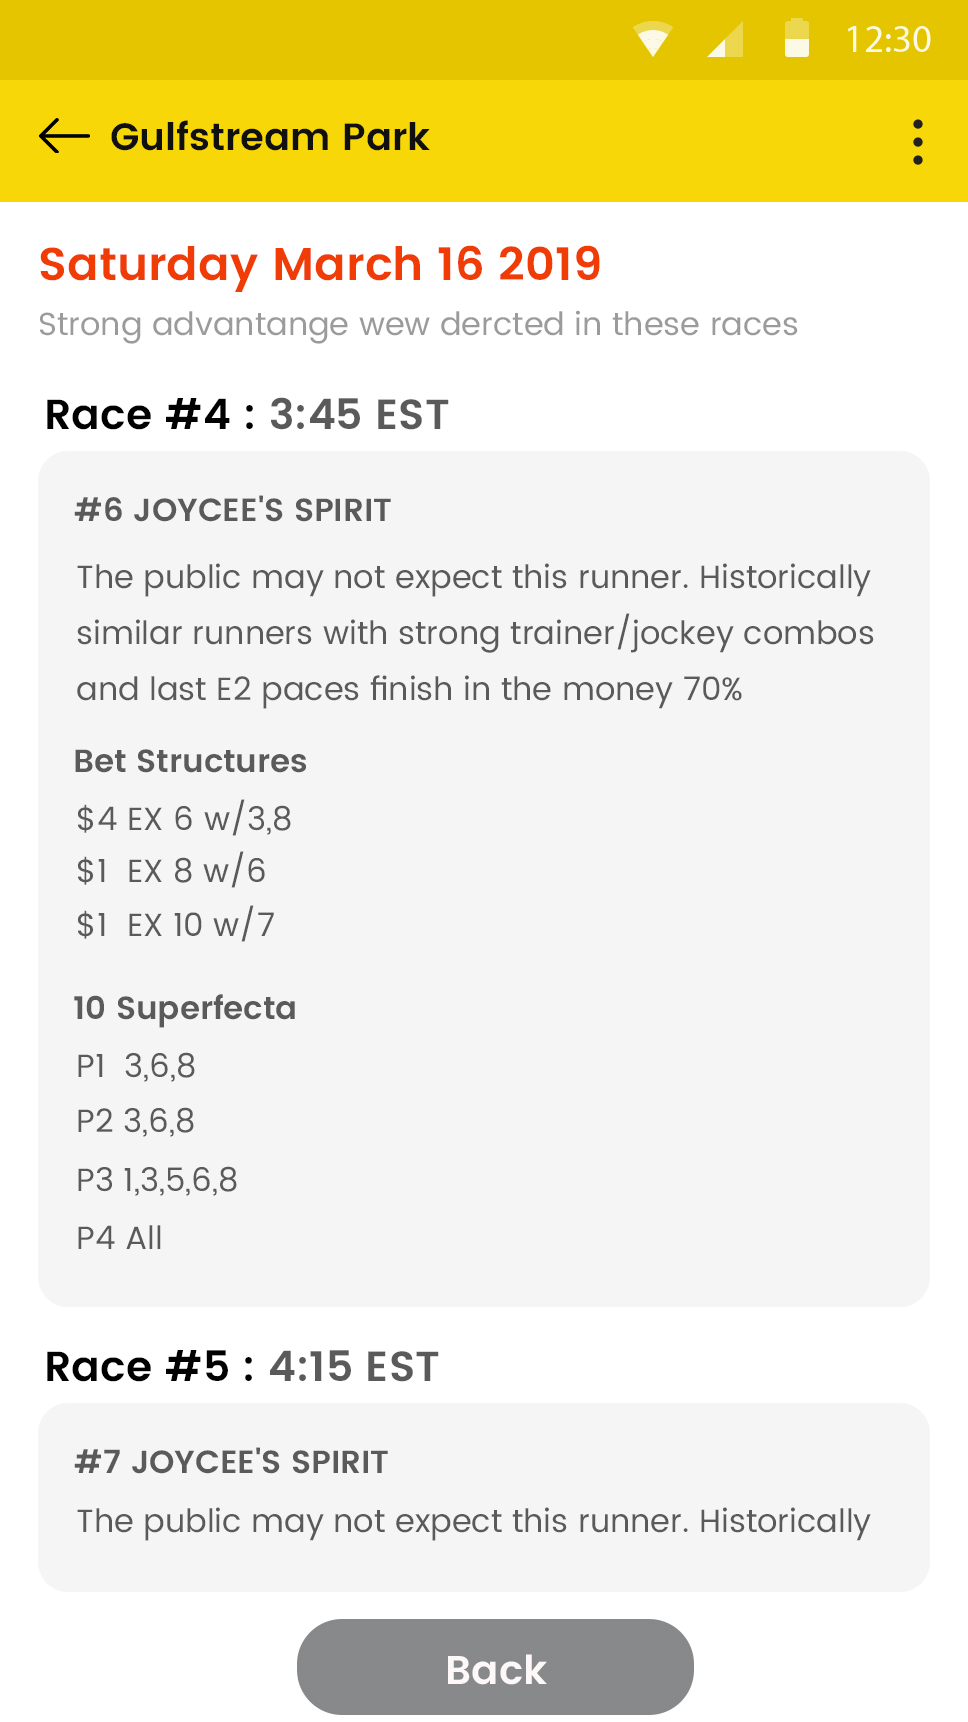 12:30
Gulfstream Park
Saturday March 16 2019
Strong advantange wew dercted in these races
Race #4 : 3:45 EST
#6 JOYCEE'S SPIRIT
The public may not expect this runner. Historically
similar runners with strong trainer/jockey combos
and last E2 paces finish in the money 70%
Bet Structures
$4 EX 6 w/3,8
$1 EX 8 w/6
$1 EX 10 w/7
10 Superfecta
P1 3,6,8
P2 3,6,8
P3 1,3,5,6,8
P4 All
Race #5 : 4:15 EST
#7 JOYCEE'S SPIRIT
The public may not expect this runner. Historically
Back